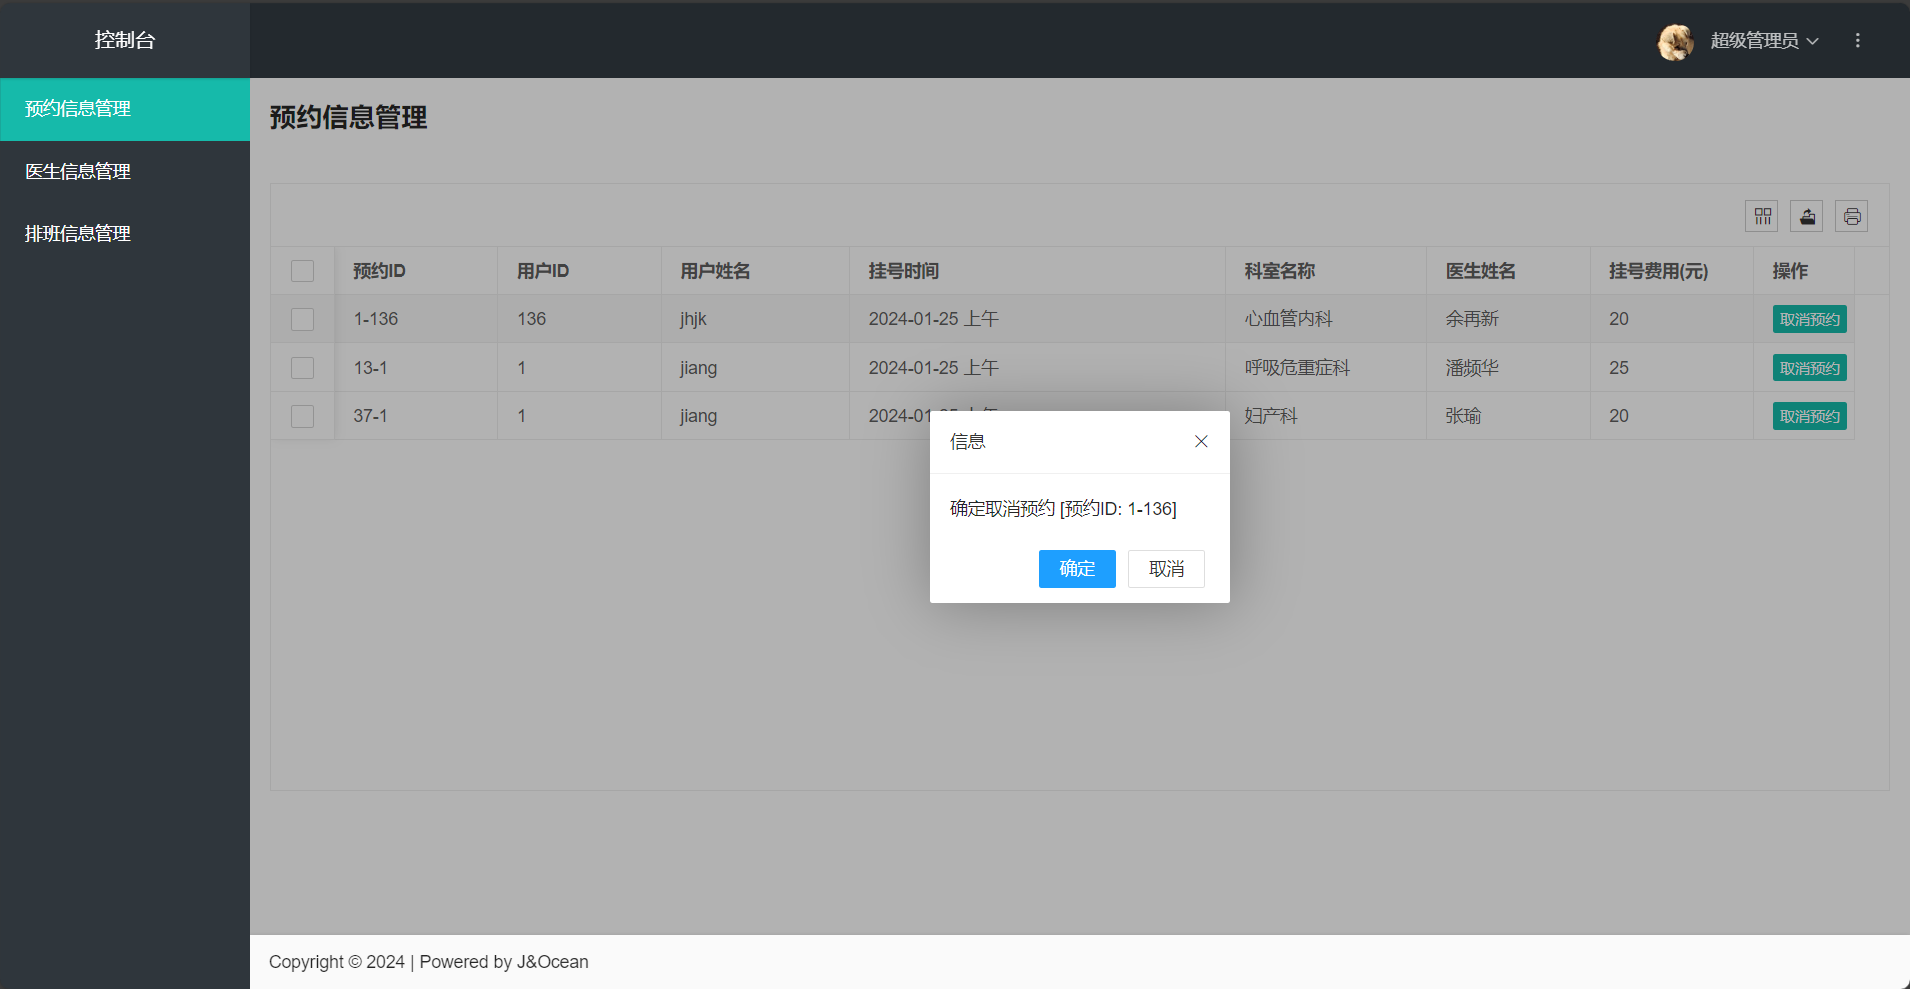 控制台
超级管理员
预约信息管理
医生信息管理
排班信息管理
预约信息管理
预约ID 用户ID 用户姓名 挂号时间 科室名称 医生姓名 挂号费用(元) 操作
1-136 136 jhjk 2024-01-25 上午 心血管内科 余再新 20 取消预约
13-1 1 jiang 2024-01-25 上午 呼吸危重症科 潘频华 25 取消预约
37-1 1 jiang 2024-01 妇产科 张瑜 20 取消预约
信息
确定取消预约 [预约ID: 1-136]
确定 取消
Copyright © 2024 | Powered by J&Ocean